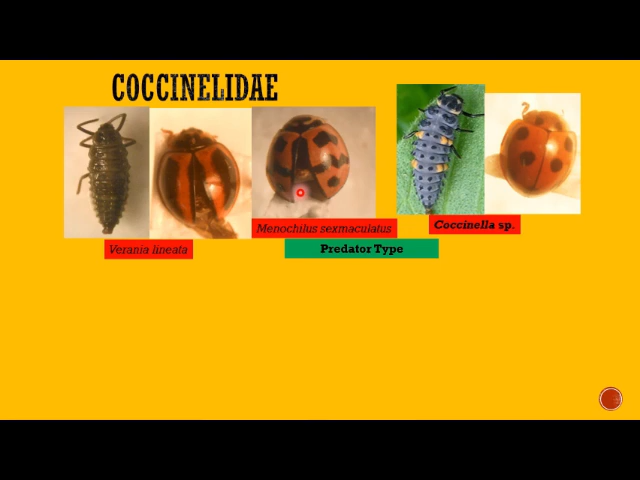 COCCINELIDAE
Menochilus sexmaculatus
Coccinella sp.
Verania lineata
Predator Type